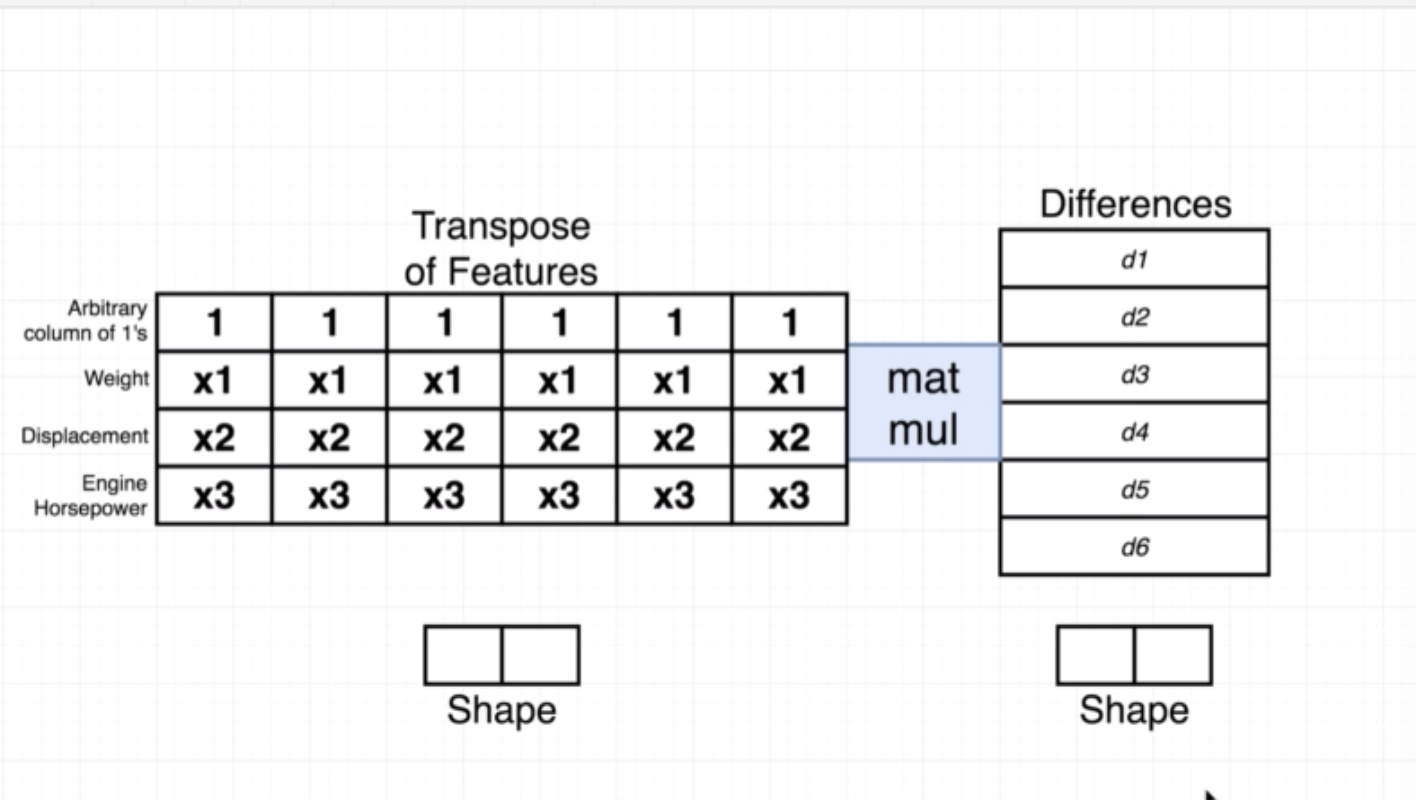 Differences
Transpose
of Features
d1
Arbitrary
column of 1's
1 1 1 1 1 1
d2
Weight
x1 x1 x1 x1 x1 x1
mat
d3
Displacement
x2 x2 x2 x2 x2 x2
mul
d4
Engine
Horsepower
x3 x3 x3 x3 x3 x3
d5
d6
Shape
Shape